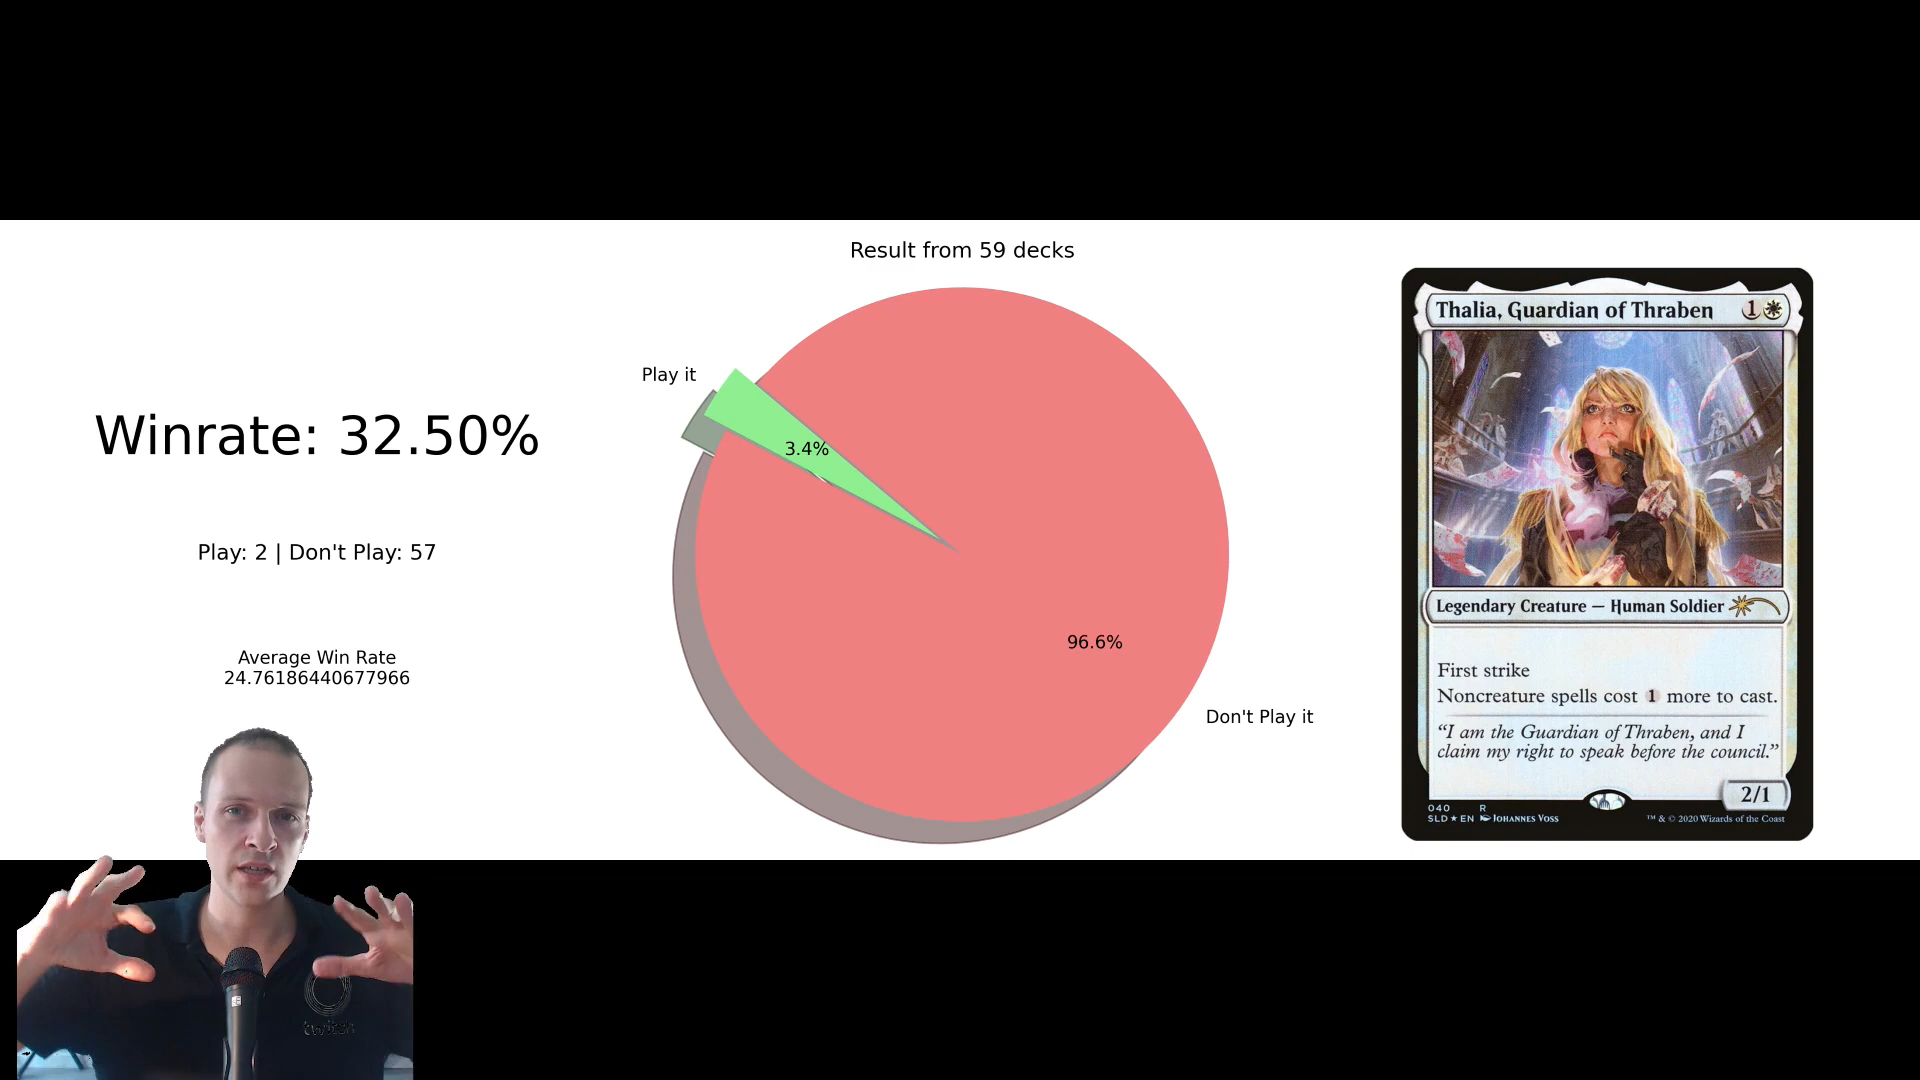 Result from 59 decks
Winrate: 32.50%
Play: 2 | Don't Play: 57
Average Win Rate
24.76186440677966
Play it
3.4%
96.6%
Don't Play it
Thalia, Guardian of Thraben 1
Legendary Creature — Human Soldier
First strike
Noncreature spells cost 1 more to cast.
“I am the Guardian of Thraben, and I
claim my right to speak before the council.”
2/1
040 R
SLD ★ EN Johannes Voss
™ & © 2020 Wizards of the Coast
twitch